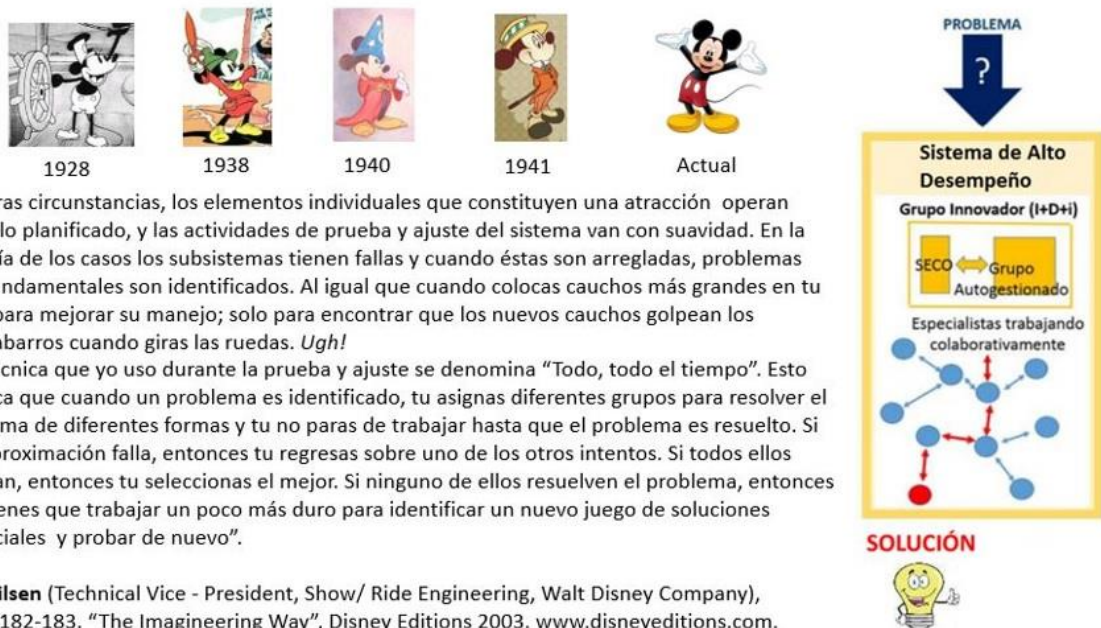 1928
1938
1940
1941
Actual
ras circunstancias, los elementos individuales que constituyen una atracción operan
lo planificado, y las actividades de prueba y ajuste del sistema van con suavidad. En la
ía de los casos los subsistemas tienen fallas y cuando éstas son arregladas, problemas
ndamentales son identificados. Al igual que cuando colocas cauchos más grandes en tu
para mejorar su manejo; solo para encontrar que los nuevos cauchos golpean los
abarros cuando giras las ruedas. Ugh!
écnica que yo uso durante la prueba y ajuste se denomina “Todo, todo el tiempo”. Esto
ca que cuando un problema es identificado, tu asignas diferentes grupos para resolver el
ma de diferentes formas y tu no paras de trabajar hasta que el problema es resuelto. Si
proximación falla, entonces tu regresas sobre uno de los otros intentos. Si todos ellos
an, entonces tu seleccionas el mejor. Si ninguno de ellos resuelven el problema, entonces
enes que trabajar un poco más duro para identificar un nuevo juego de soluciones
ciales y probar de nuevo”.
ilsen (Technical Vice - President, Show/ Ride Engineering, Walt Disney Company),
182-183. “The Imagineering Way”. Disney Editions 2003. www.disneyeditions.com.
PROBLEMA
?
Sistema de Alto
Desempeño
Grupo Innovador (I+D+i)
SECO Grupo
Autogestionado
Especialistas trabajando
colaborativamente
SOLUCIÓN